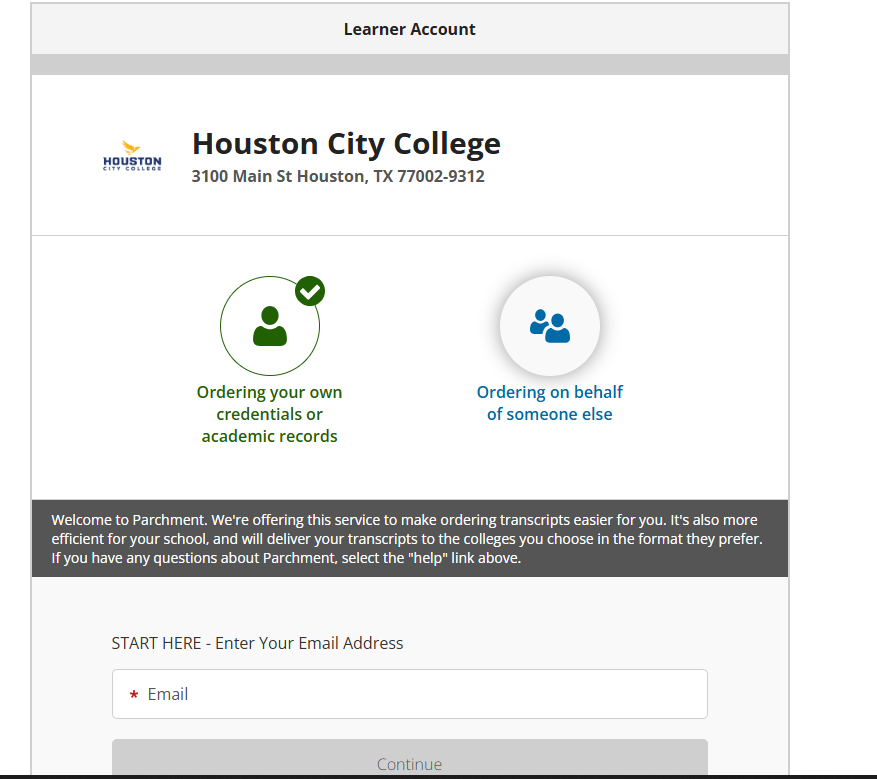 Learner Account
HOUSTON
CITY COLLEGE
Houston City College
3100 Main St Houston, TX 77002-9312
Ordering your own
credentials or
academic records
Ordering on behalf
of someone else
Welcome to Parchment. We're offering this service to make ordering transcripts easier for you. It's also more
efficient for your school, and will deliver your transcripts to the colleges you choose in the format they prefer.
If you have any questions about Parchment, select the "help" link above.
START HERE - Enter Your Email Address
* Email
Continue